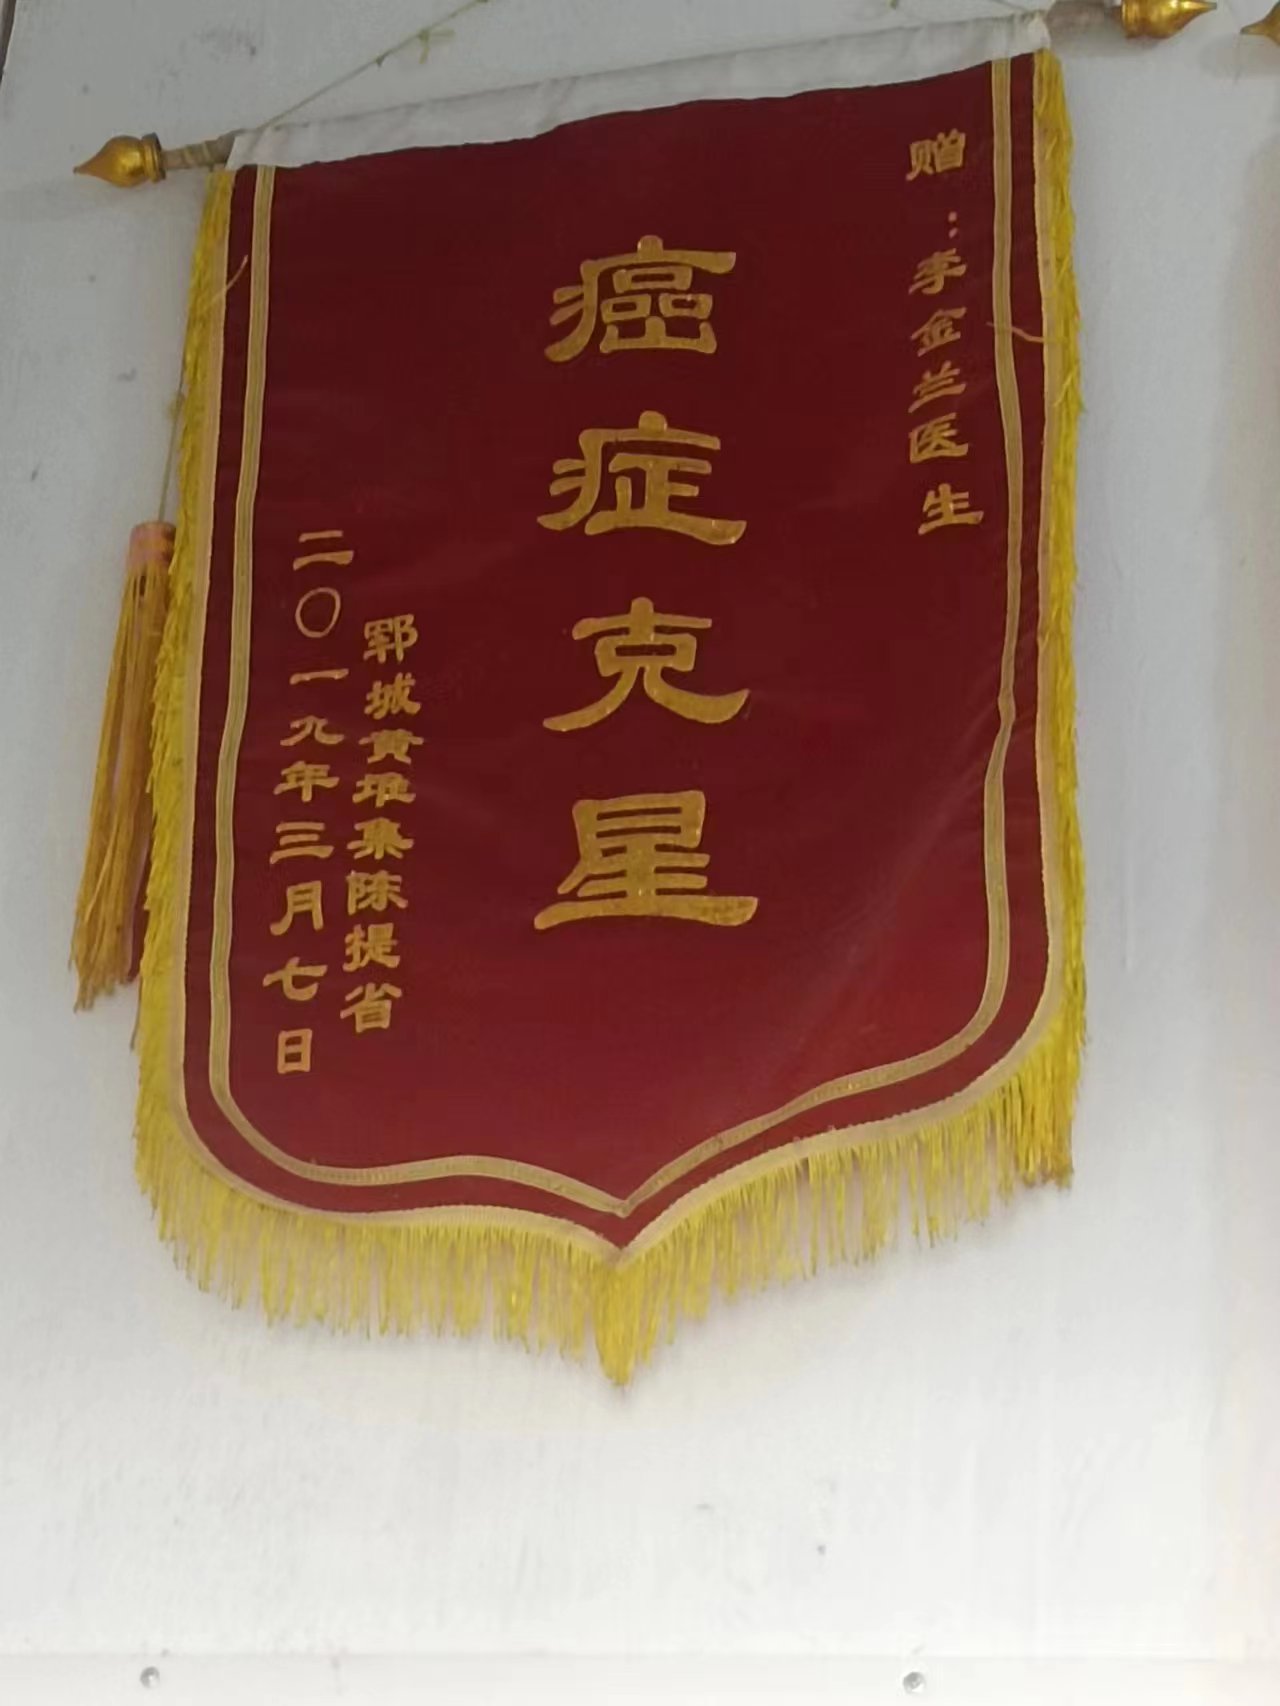 赠：李金兰医生
癌症克星
郓城黄堆集陈提省
二〇一九年三月七日